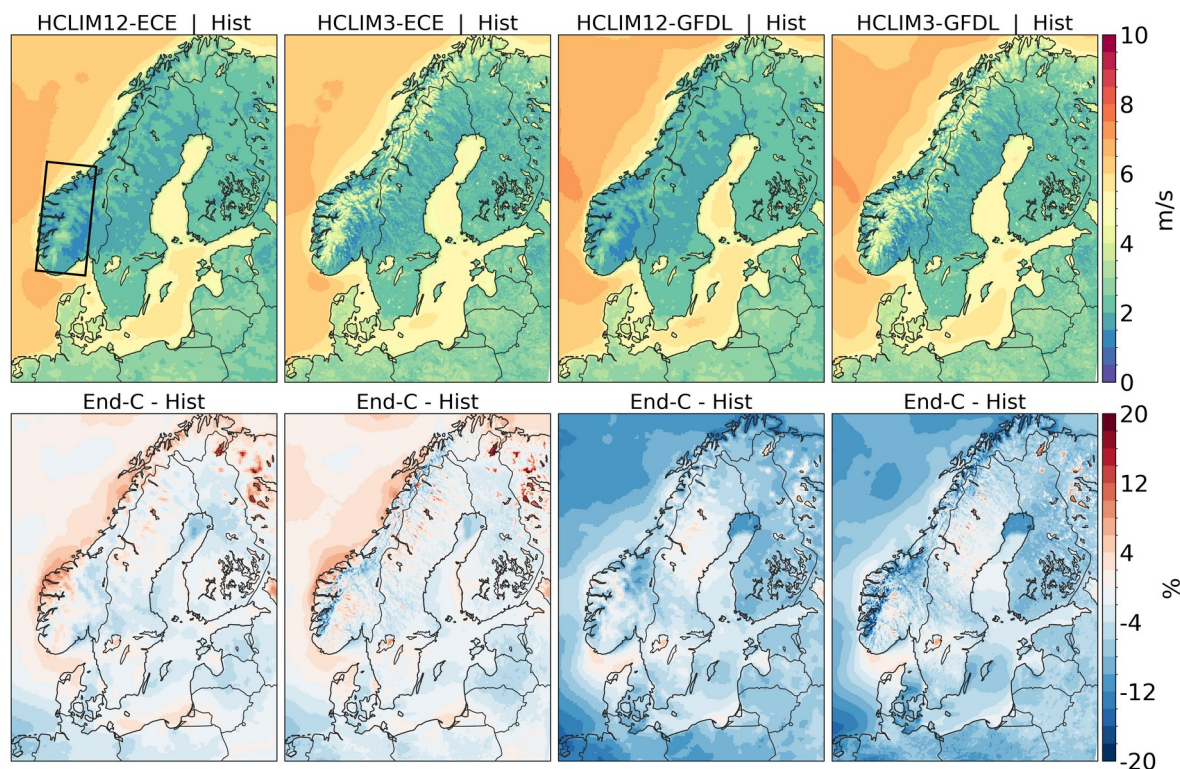 HCLIM12-ECE | Hist
HCLIM3-ECE | Hist
HCLIM12-GFDL | Hist
HCLIM3-GFDL | Hist
10
8
6
4
2
0
m/s
End-C - Hist
End-C - Hist
End-C - Hist
End-C - Hist
20
12
4
-4
-12
-20
%